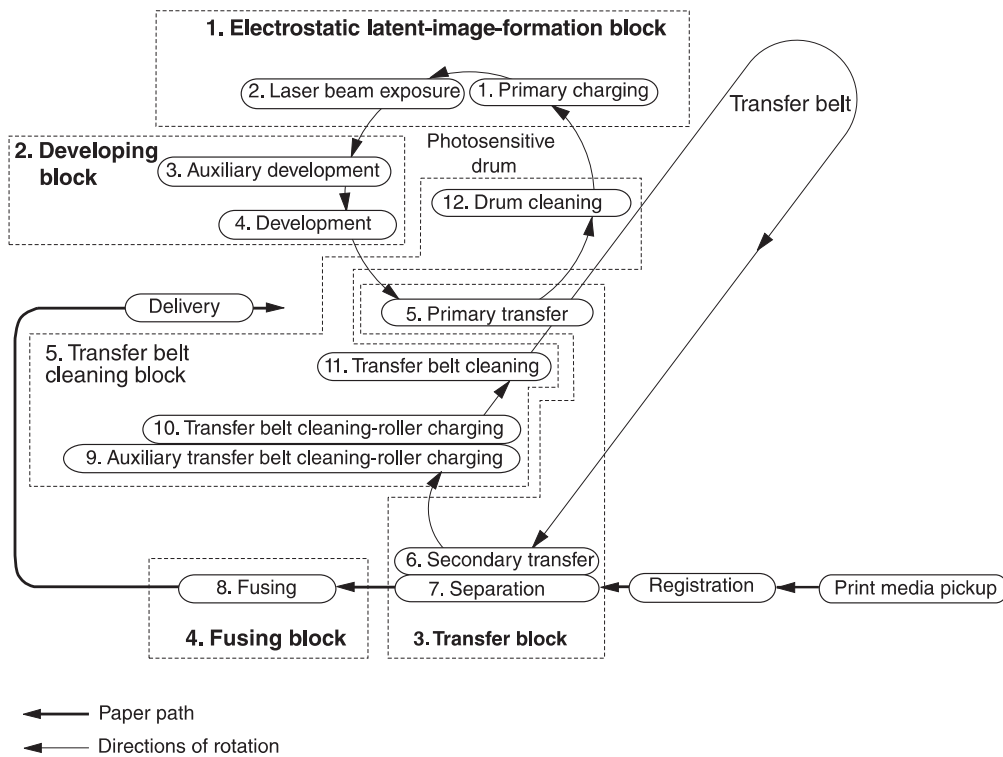 1. Electrostatic latent-image-formation block
2. Laser beam exposure
1. Primary charging
Transfer belt
2. Developing
block
Photosensitive
drum
3. Auxiliary development
12. Drum cleaning
4. Development
Delivery
5. Primary transfer
5. Transfer belt
cleaning block
11. Transfer belt cleaning
10. Transfer belt cleaning-roller charging
9. Auxiliary transfer belt cleaning-roller charging
6. Secondary transfer
8. Fusing
7. Separation
Registration
Print media pickup
4. Fusing block
3. Transfer block
Paper path
Directions of rotation